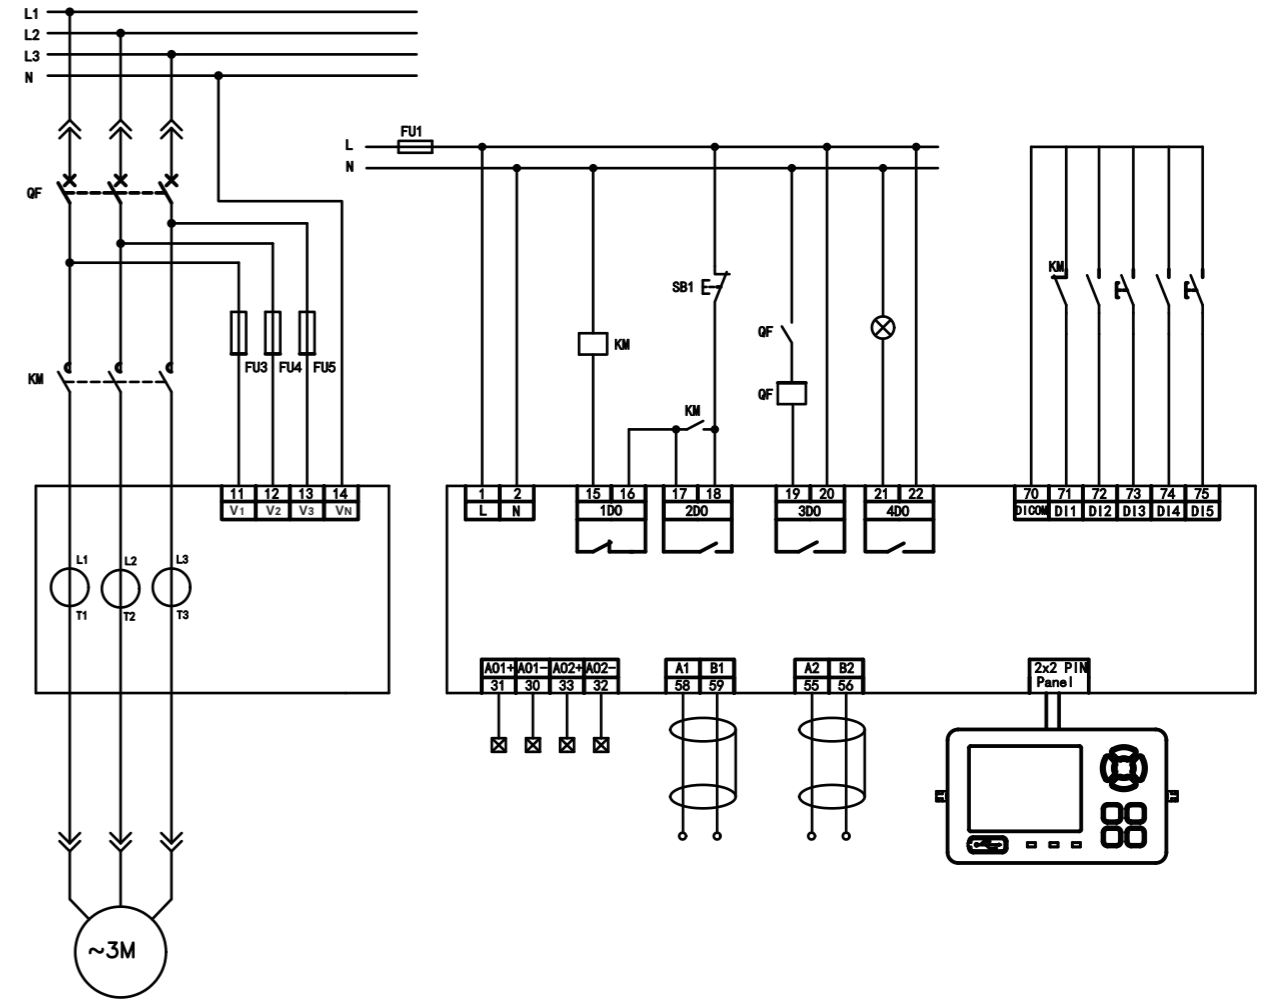 L1
L2
L3
N
L
FU1
N
QF
KM
FU3 FU4 FU5
SB1
KM
KM
QF
QF
KM
11 12 13 14
V1 V2 V3 VN
1 2
L N
15 16
1DO
17 18
2DO
19 20
3DO
21 22
4DO
70 71 72 73 74 75
DICOM DI1 DI2 DI3 DI4 DI5
L1 L2 L3
T1 T2 T3
AO1+ AO1- AO2+ AO2-
31 30 33 32
A1 B1
58 59
A2 B2
55 56
2x2 PIN
Panel
~3M